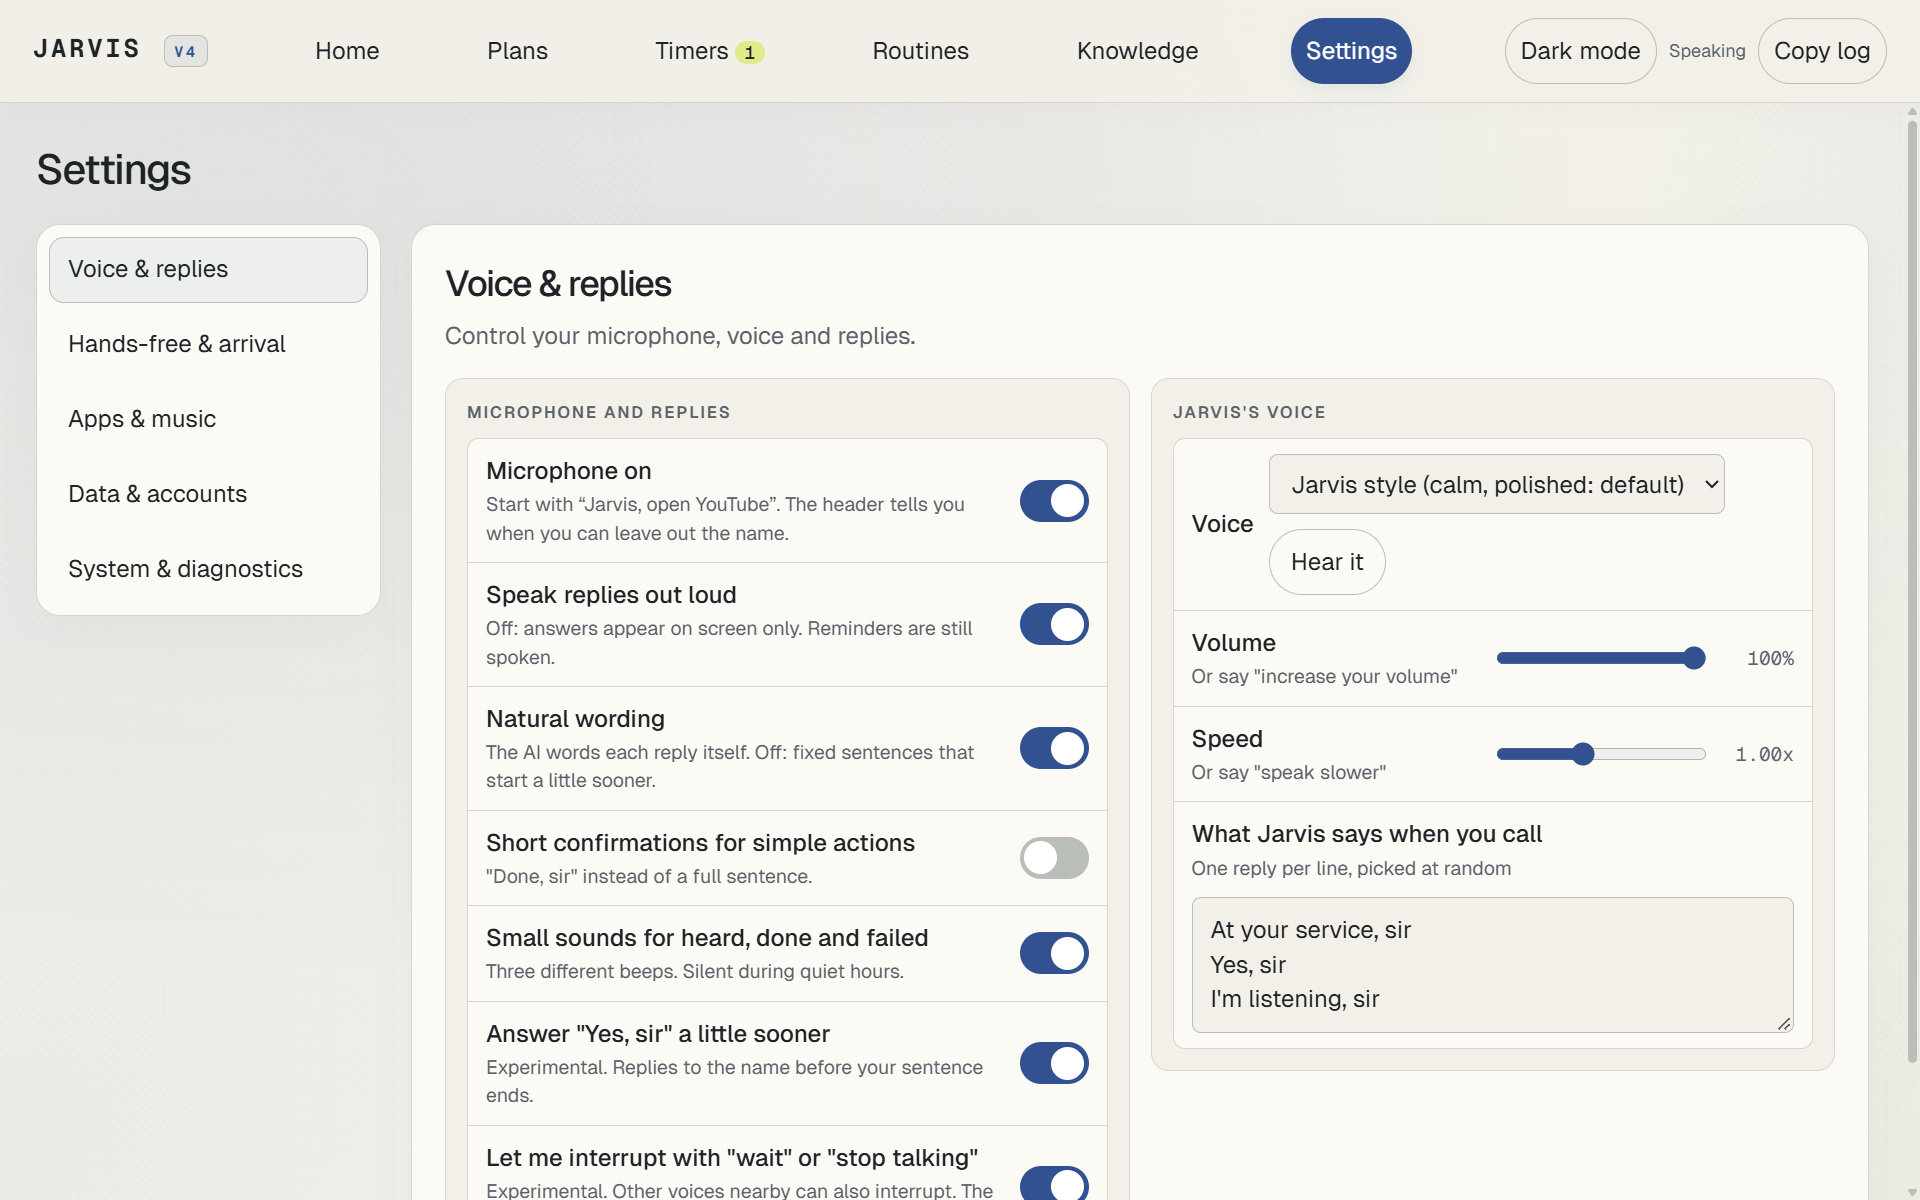 JARVIS V4 Home Plans Timers 1 Routines Knowledge Settings Dark mode Speaking Copy log
Settings
Voice & replies
Hands-free & arrival
Apps & music
Data & accounts
System & diagnostics
Voice & replies
Control your microphone, voice and replies.
MICROPHONE AND REPLIES
Microphone on
Start with “Jarvis, open YouTube”. The header tells you
when you can leave out the name.
Speak replies out loud
Off: answers appear on screen only. Reminders are still
spoken.
Natural wording
The AI words each reply itself. Off: fixed sentences that
start a little sooner.
Short confirmations for simple actions
"Done, sir" instead of a full sentence.
Small sounds for heard, done and failed
Three different beeps. Silent during quiet hours.
Answer "Yes, sir" a little sooner
Experimental. Replies to the name before your sentence
ends.
Let me interrupt with "wait" or "stop talking"
Experimental. Other voices nearby can also interrupt. The
JARVIS'S VOICE
Voice
Jarvis style (calm, polished: default)
Hear it
Volume
Or say "increase your volume"
100%
Speed
Or say "speak slower"
1.00x
What Jarvis says when you call
One reply per line, picked at random
At your service, sir
Yes, sir
I'm listening, sir